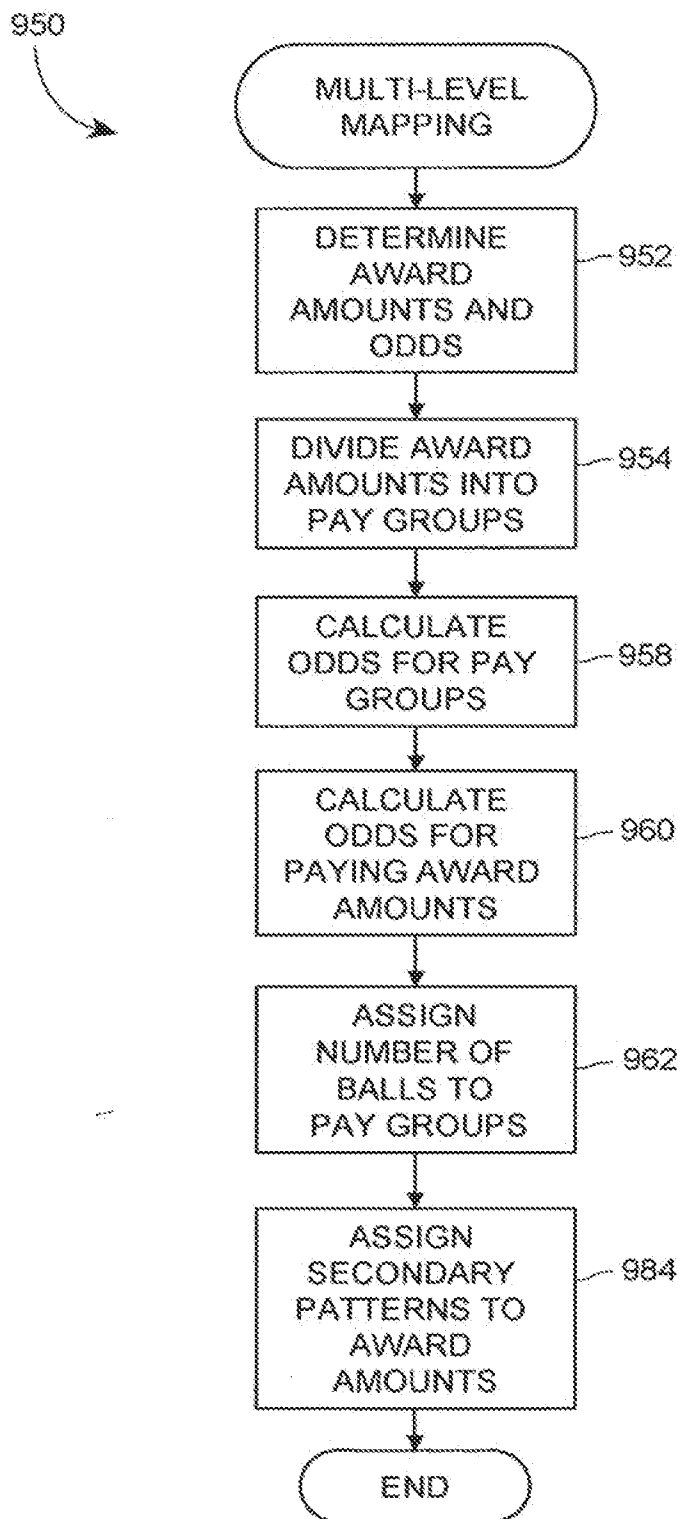 950
MULTI-LEVEL
MAPPING
DETERMINE
AWARD
AMOUNTS AND
ODDS
952
DIVIDE AWARD
AMOUNTS INTO
PAY GROUPS
954
CALCULATE
ODDS FOR PAY
GROUPS
958
CALCULATE
ODDS FOR
PAYING AWARD
AMOUNTS
960
ASSIGN
NUMBER OF
BALLS TO
PAY GROUPS
962
ASSIGN
SECONDARY
PATTERNS TO
AWARD
AMOUNTS
984
END